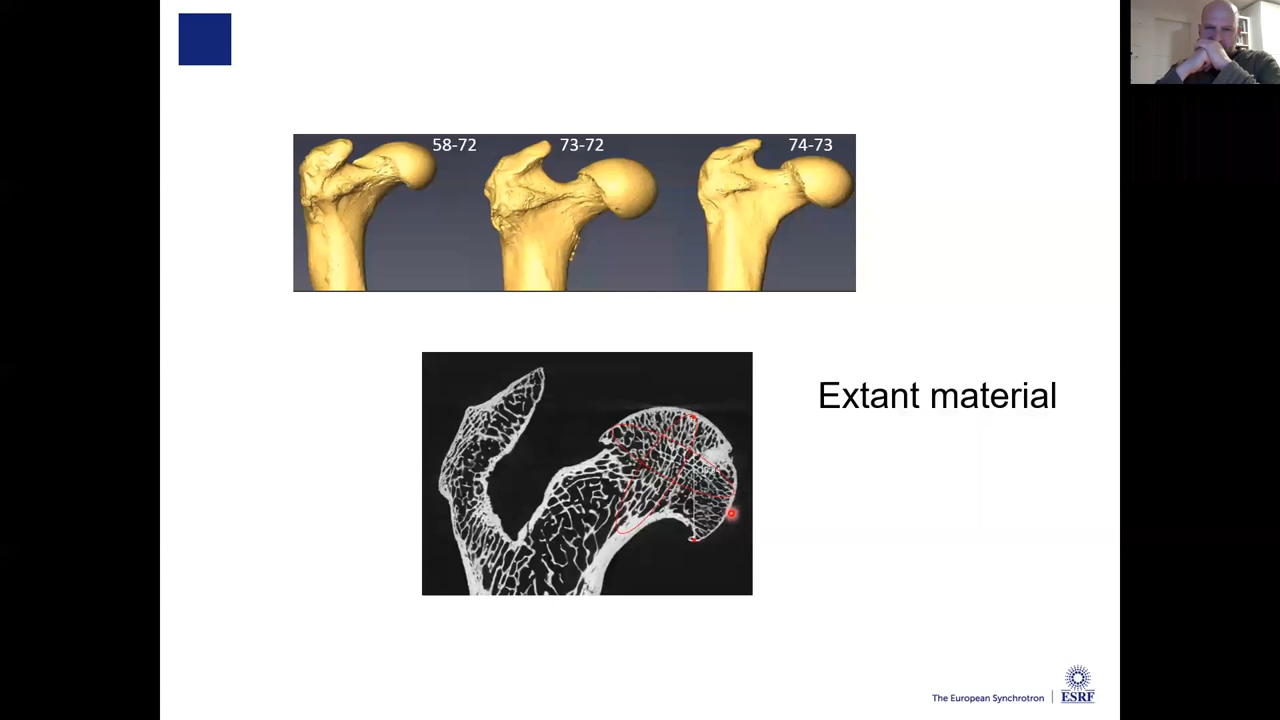 58-72
73-72
74-73
Extant material
The European Synchrotron
ESRF